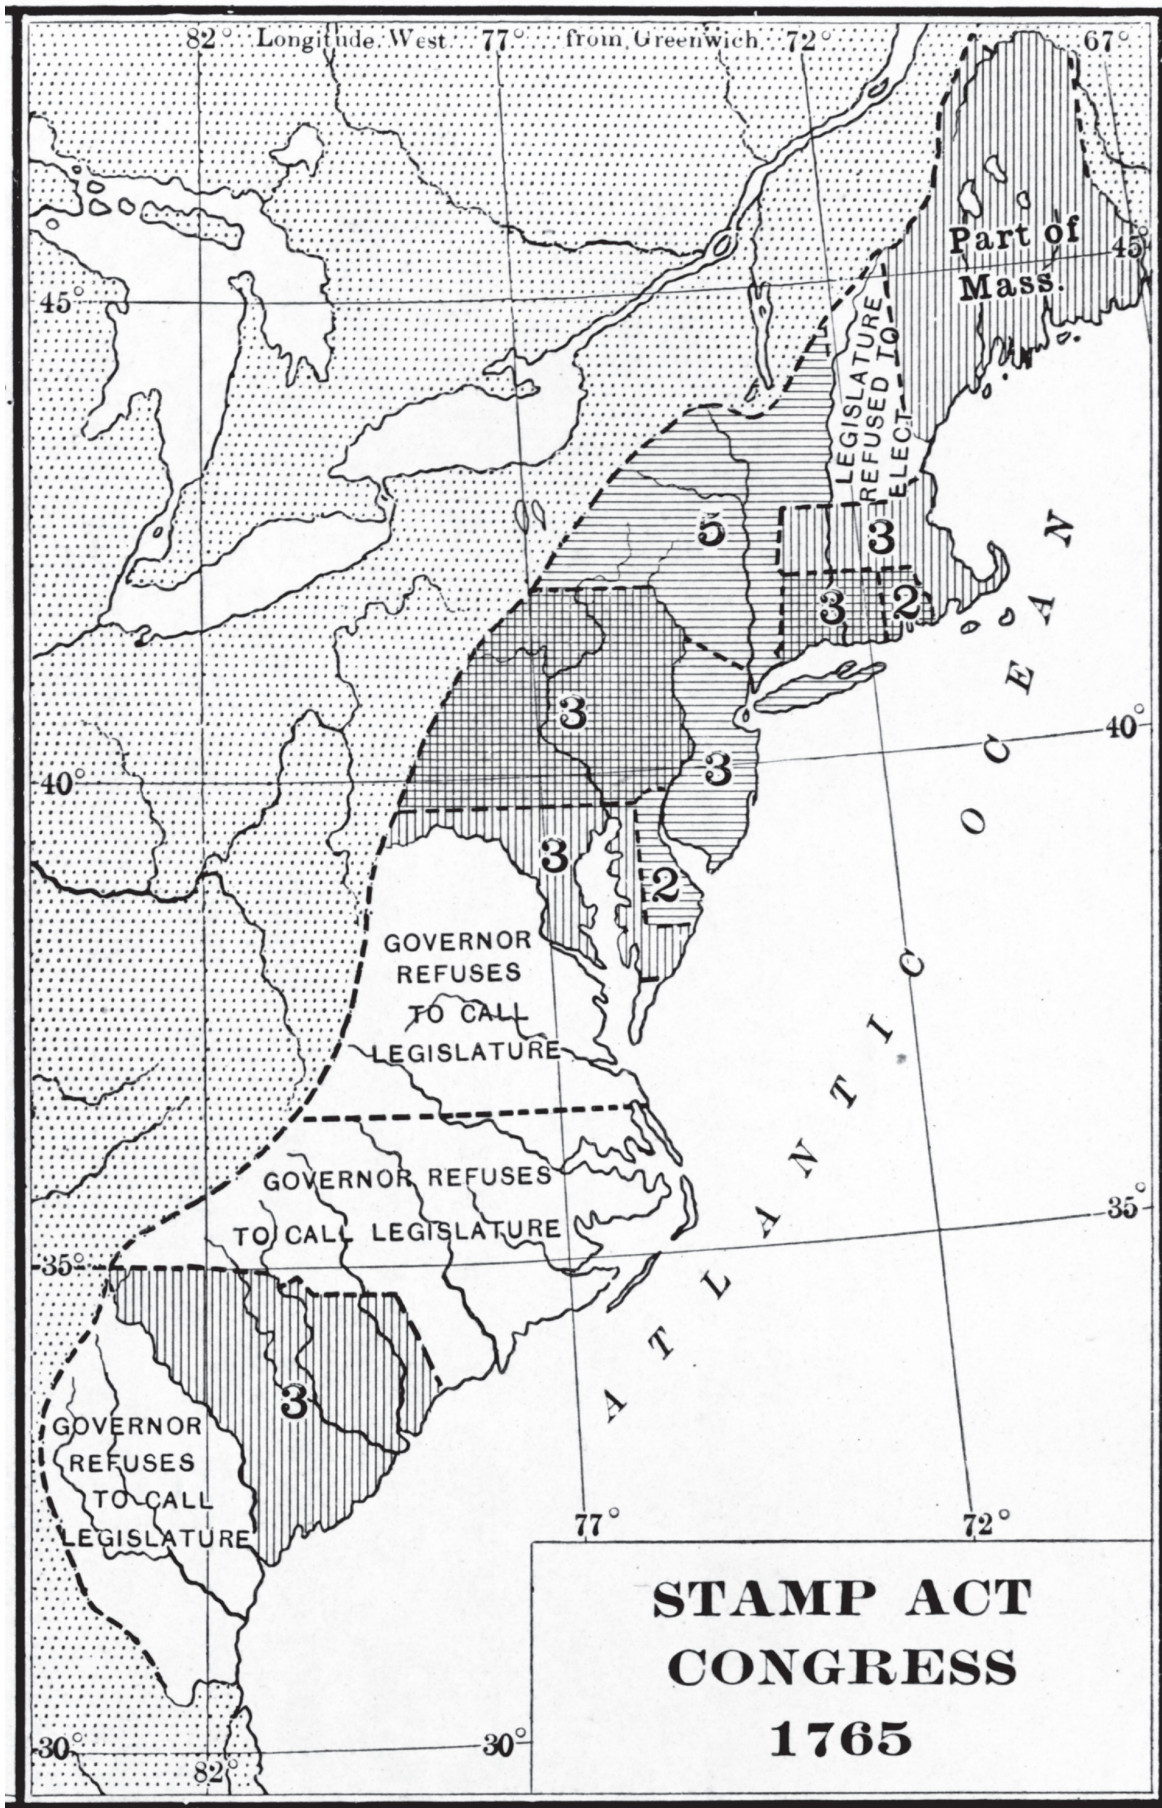 82° Longitude West 77° from Greenwich 72° 67°
Part of
Mass.
45°
45°
LEGISLATURE
REFUSED TO
ELECT
5
3
3
2
3
3
40°
40°
3
2
GOVERNOR
REFUSES
TO CALL
LEGISLATURE
GOVERNOR REFUSES
TO CALL LEGISLATURE
35°
35°
3
GOVERNOR
REFUSES
TO CALL
LEGISLATURE
ATLANTIC OCEAN
77°
72°
30°
30°
82°
STAMP ACT
CONGRESS
1765